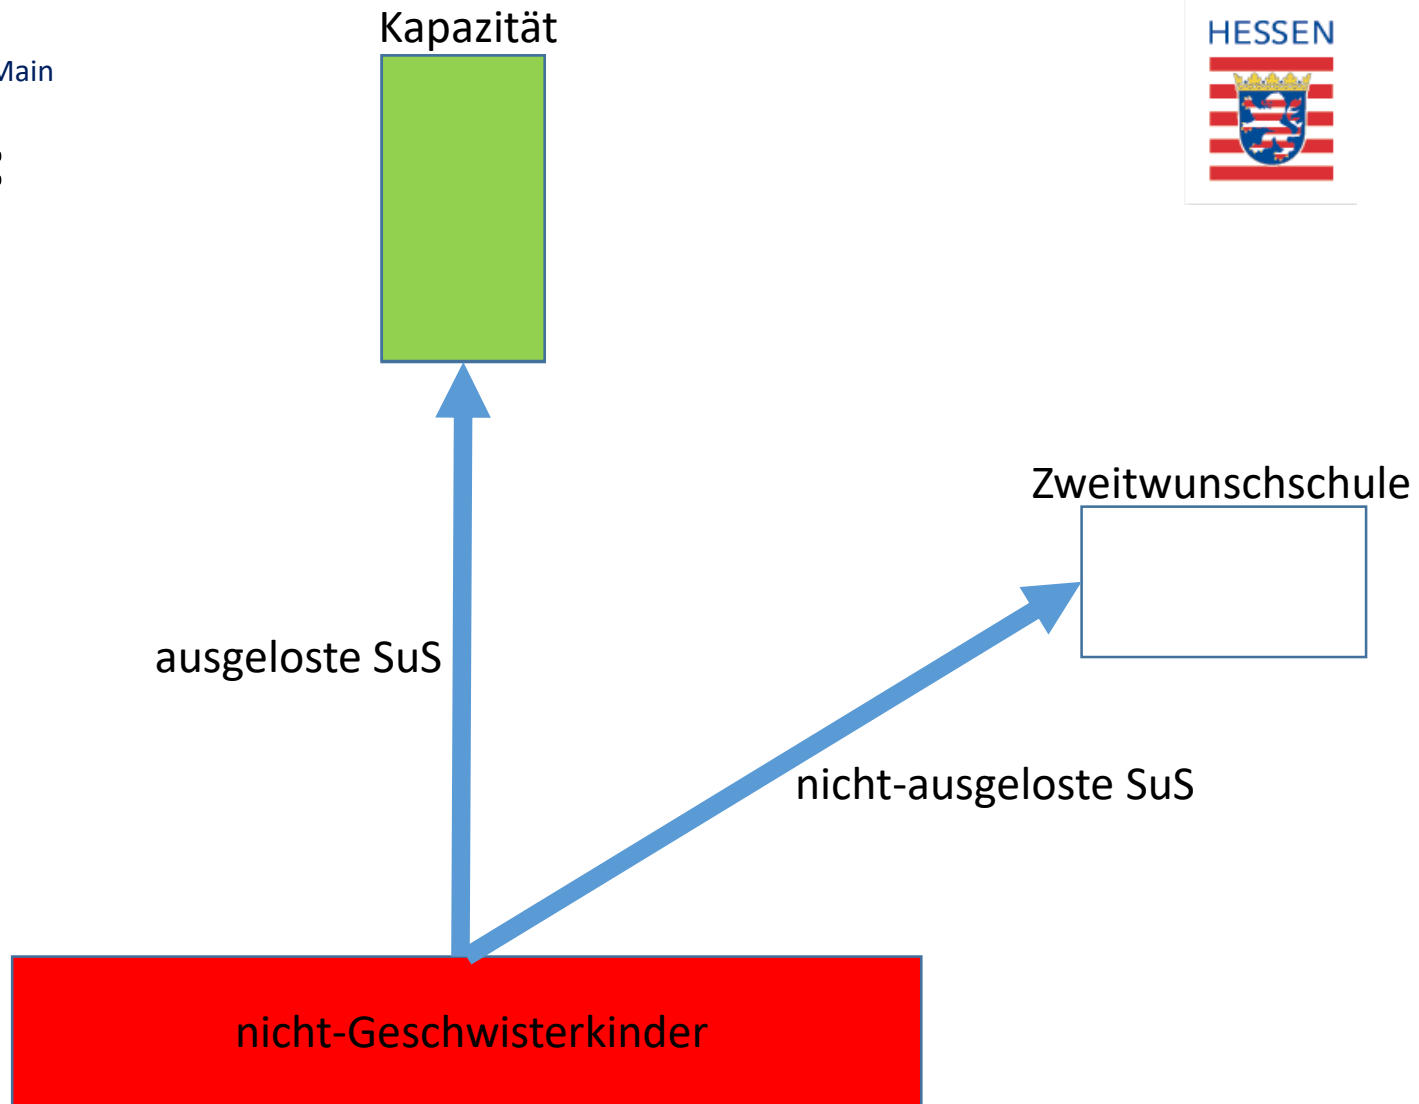 Kapazität
HESSEN
Main
:
Zweitwunschschule
ausgeloste SuS
nicht-ausgeloste SuS
nicht-Geschwisterkinder